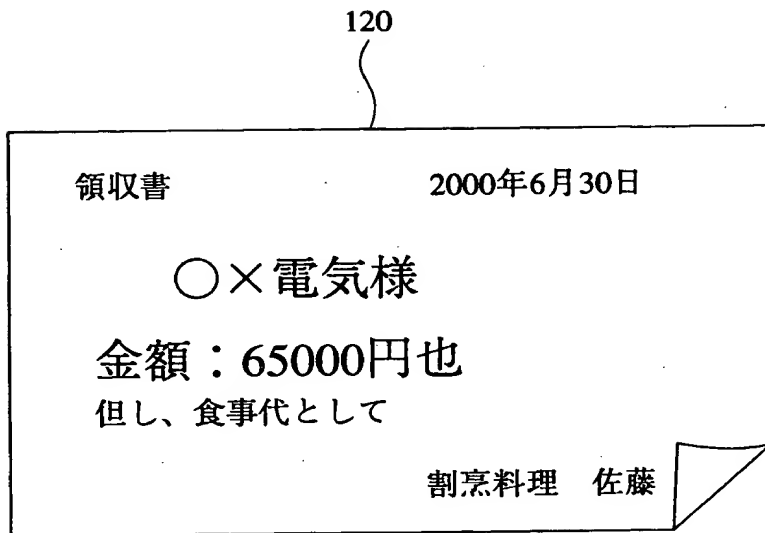 120
領収書 2000年6月30日
○×電気様
金額：65000円也
但し、食事代として
割烹料理 佐藤